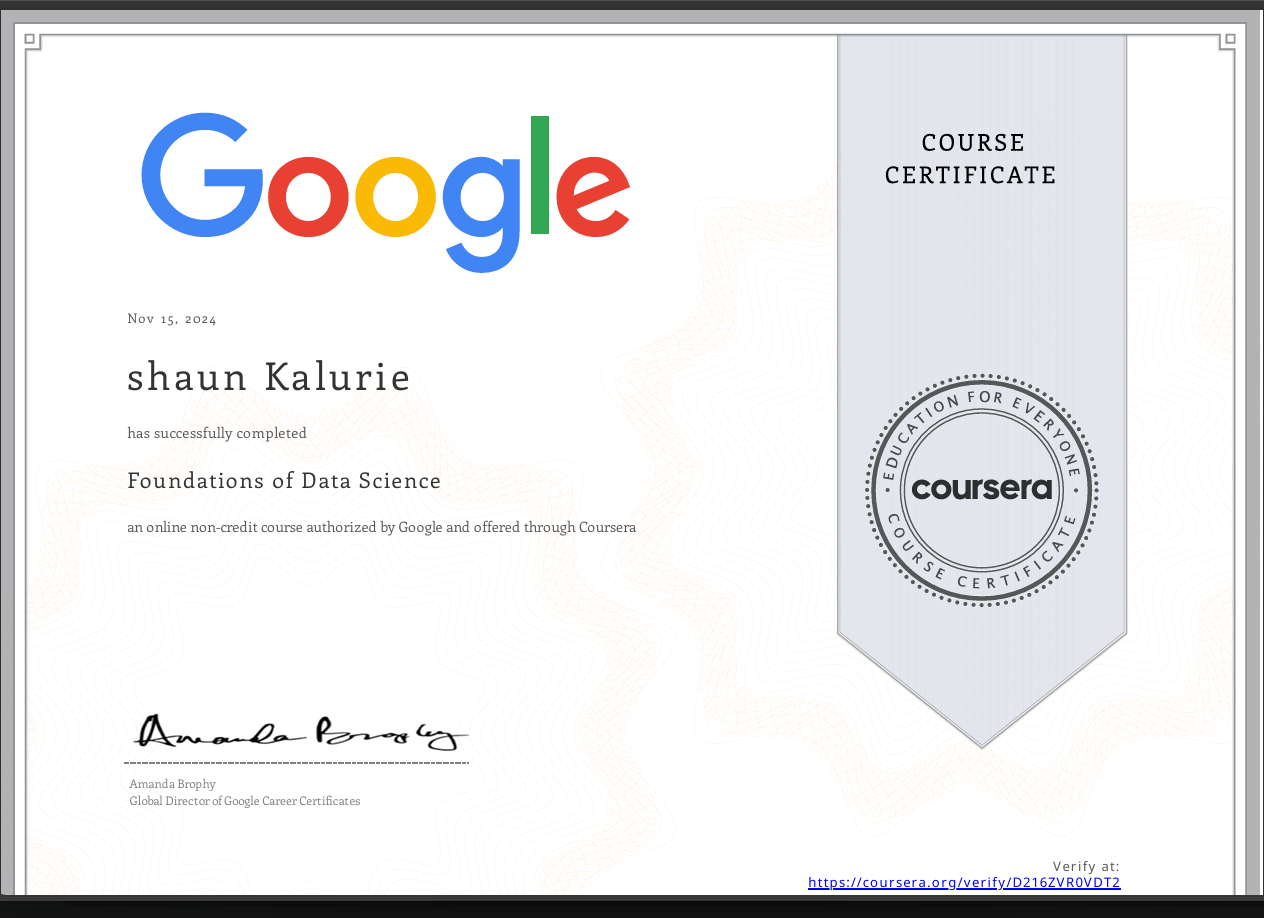 Google
COURSE
CERTIFICATE
Nov 15, 2024
shaun Kalurie
has successfully completed
Foundations of Data Science
an online non-credit course authorized by Google and offered through Coursera
EDUCATION FOR EVERYONE
coursera
COURSE CERTIFICATE
Amanda Brophy
Amanda Brophy
Global Director of Google Career Certificates
Verify at:
https://coursera.org/verify/D216ZVR0VDT2